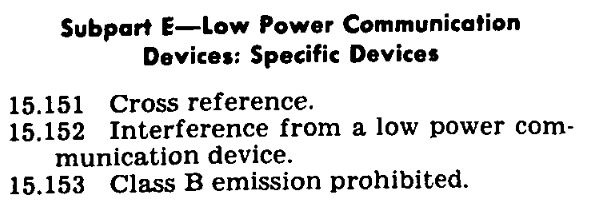 Subpart E—Low Power Communication
Devices: Specific Devices
15.151 Cross reference.
15.152 Interference from a low power com-
munication device.
15.153 Class B emission prohibited.